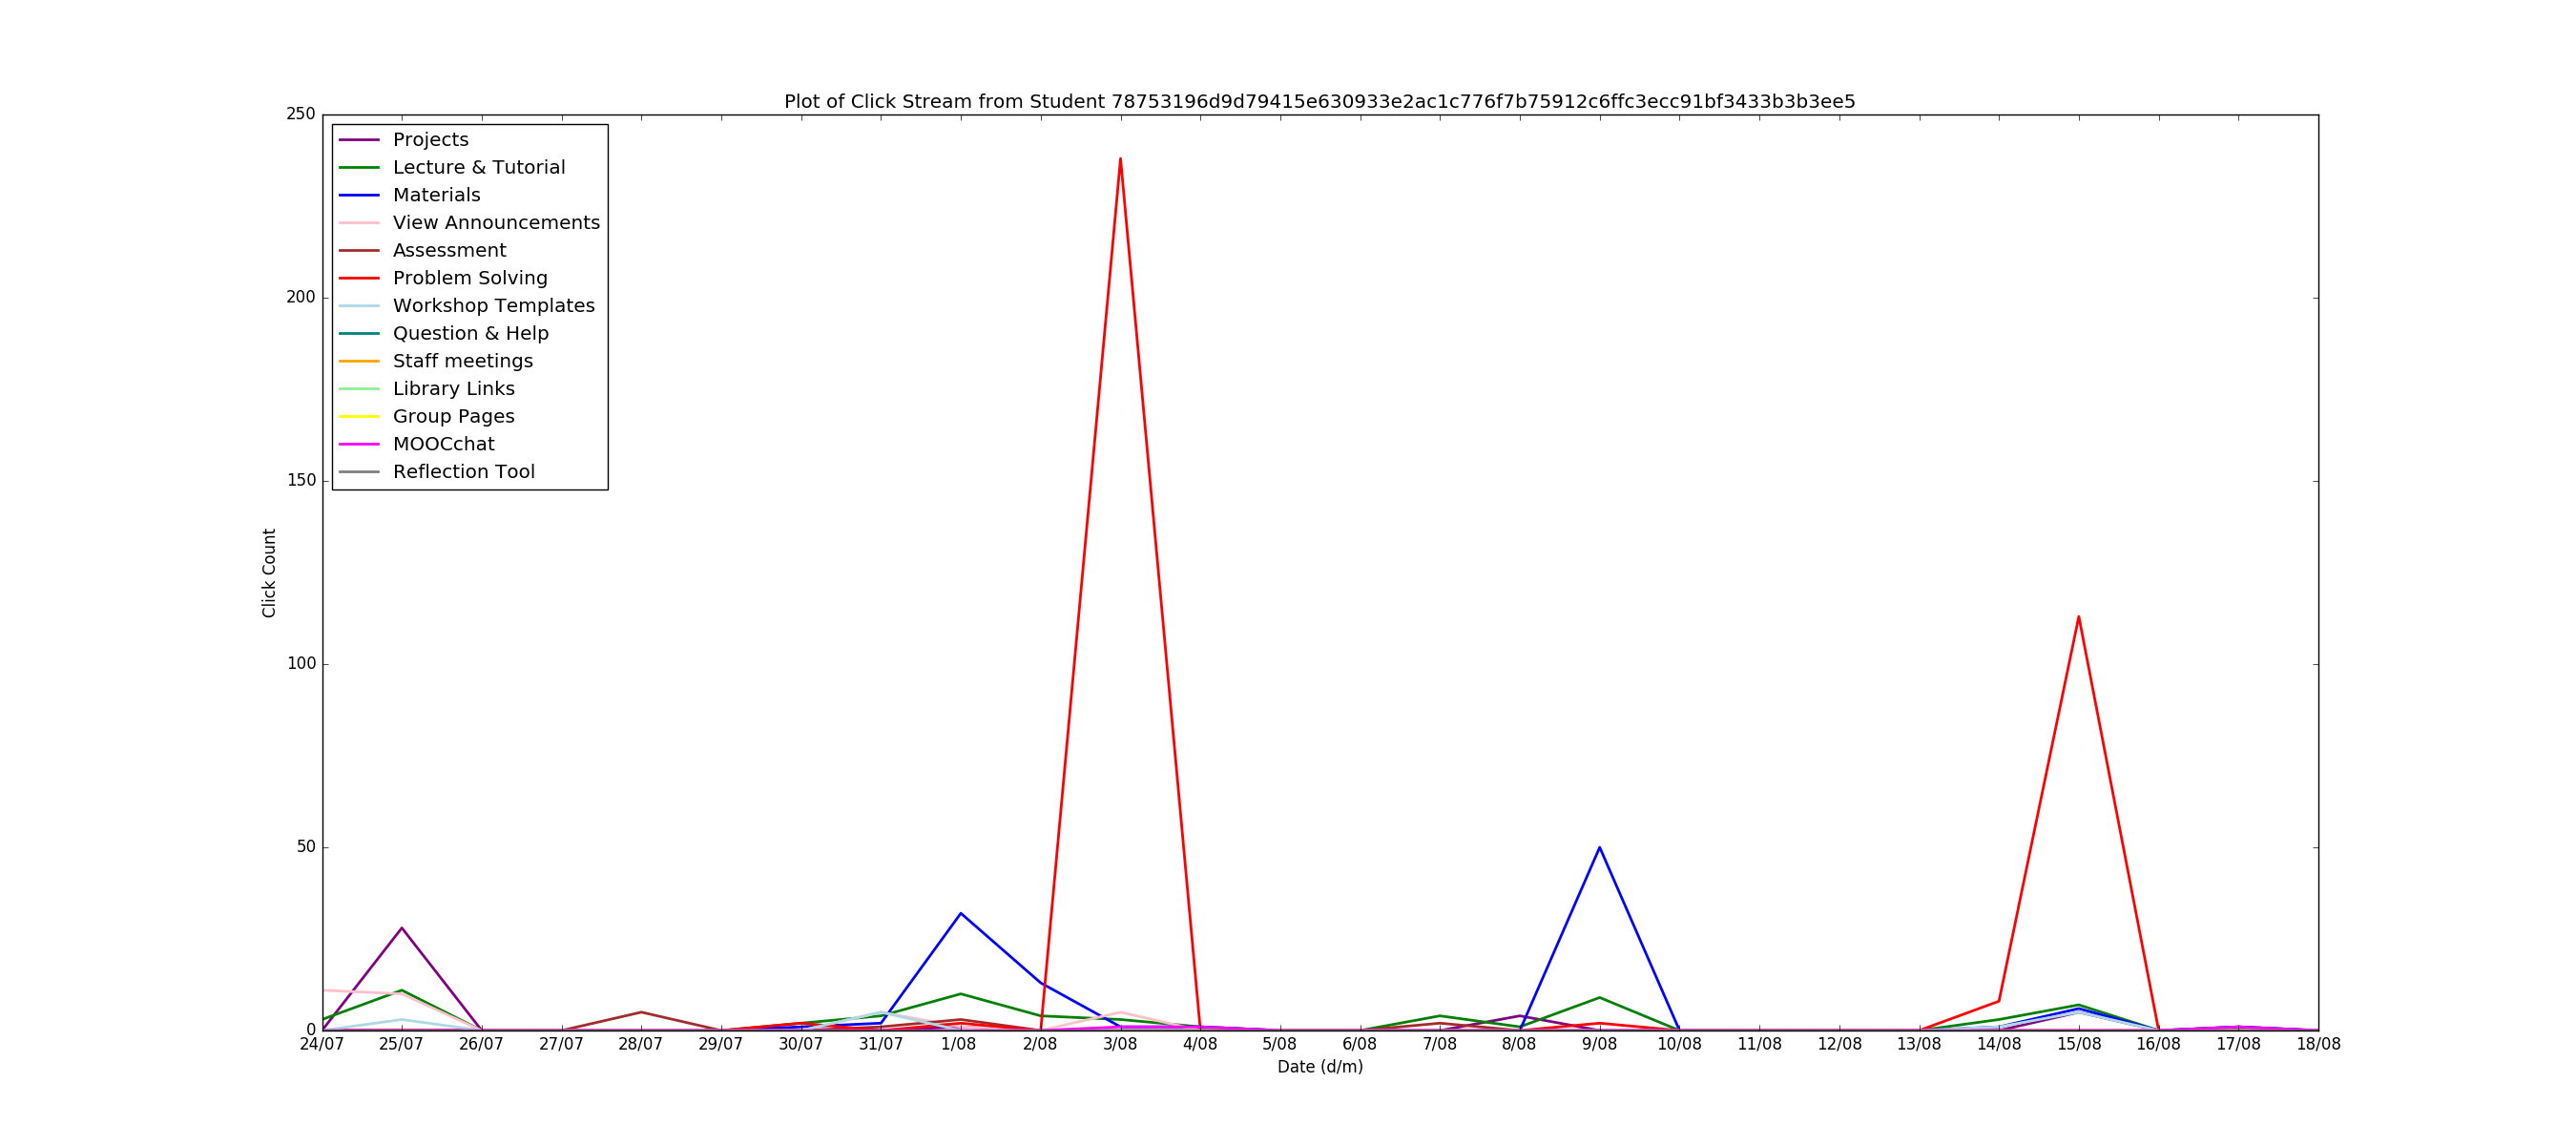 Plot of Click Stream from Student 78753196d9d79415e630933e2ac1c776f7b75912c6ffc3ecc91bf3433b3b3ee5
250
200
150
100
50
0
Click Count
Projects
Lecture & Tutorial
Materials
View Announcements
Assessment
Problem Solving
Workshop Templates
Question & Help
Staff meetings
Library Links
Group Pages
MOOCchat
Reflection Tool
24/07 25/07 26/07 27/07 28/07 29/07 30/07 31/07 1/08 2/08 3/08 4/08 5/08 6/08 7/08 8/08 9/08 10/08 11/08 12/08 13/08 14/08 15/08 16/08 17/08 18/08
Date (d/m)